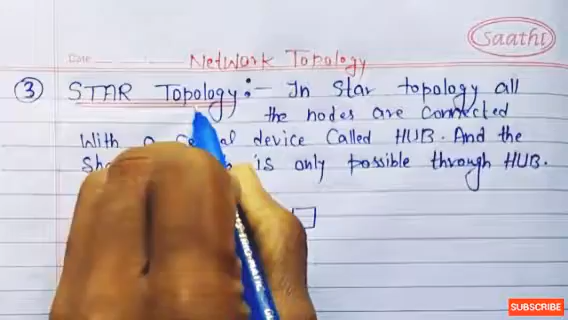 Saathi
Date
Network Topology
3 STAR Topology :- In star topology all
the nodes are connected
With a device Called HUB. And the
is only possible through HUB.
SUBSCRIBE